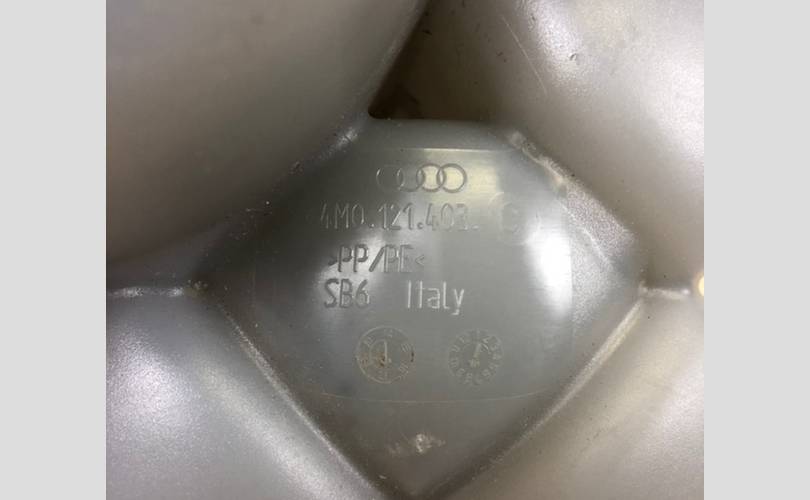 4M0.121.403.
>PP/PE<
SB6 Italy